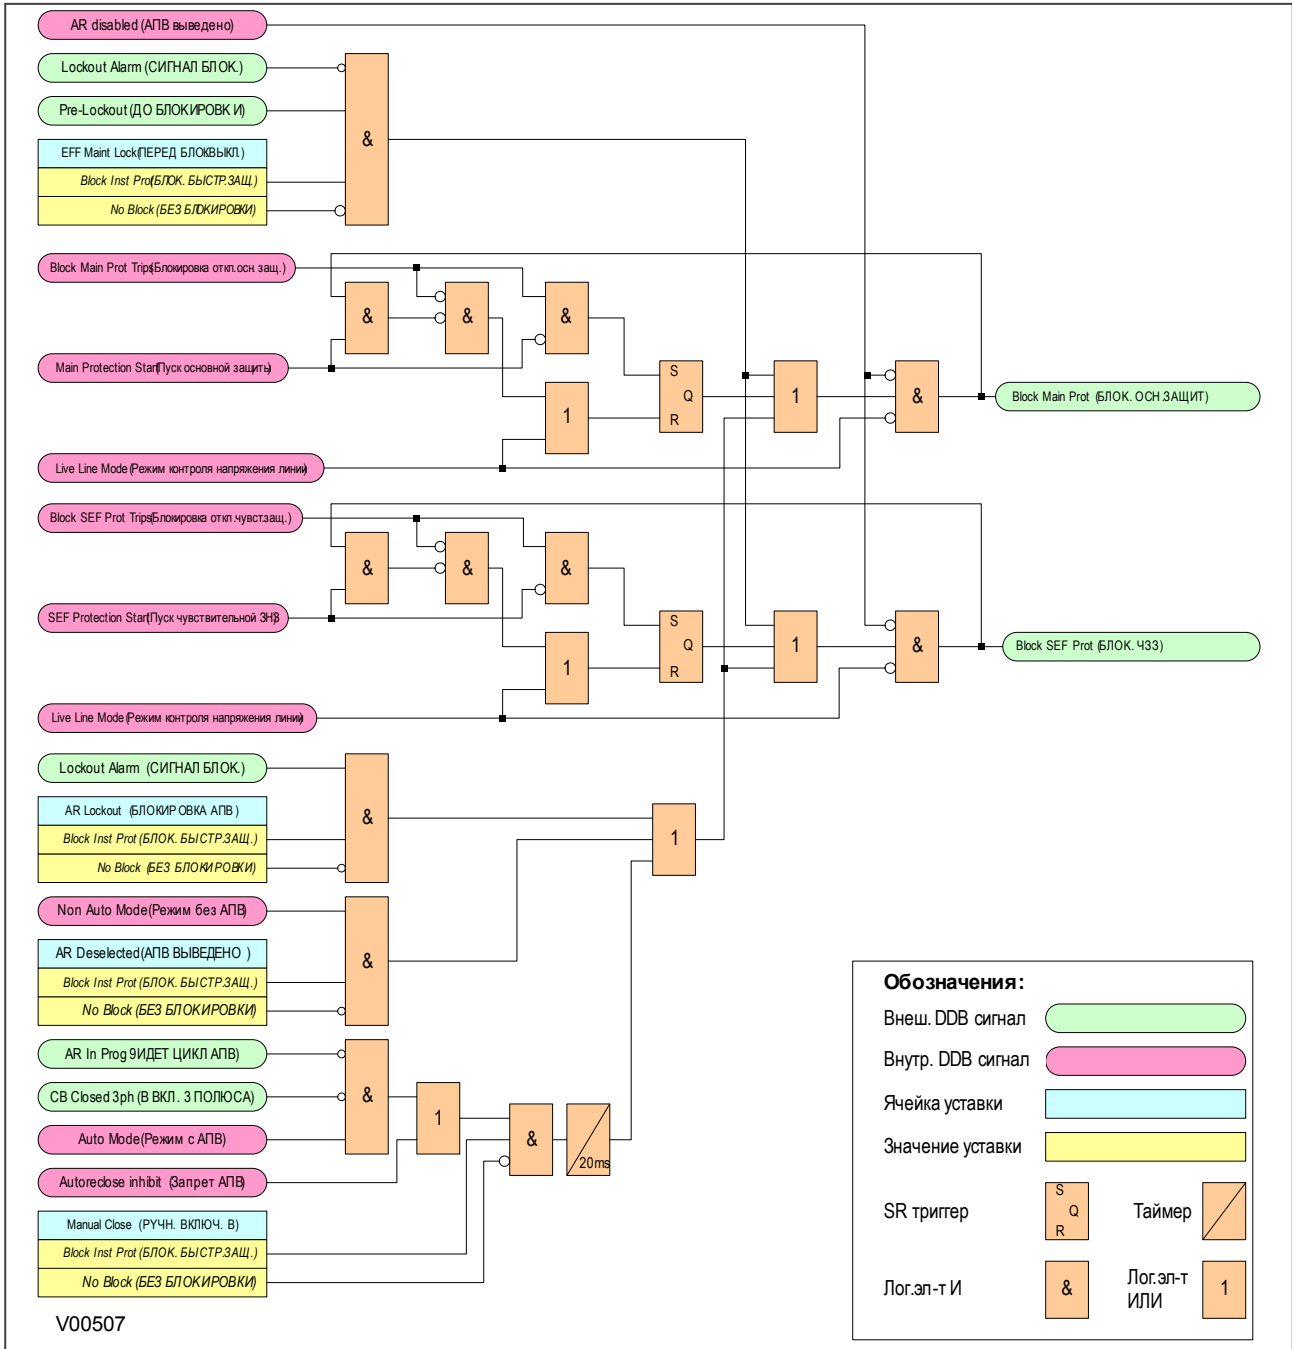 AR disabled (АПВ выведено)
Lockout Alarm (СИГНАЛ БЛОК.)
Pre-Lockout (ДО БЛОКИРОВК И)
&
EFF Maint Lock(ПЕРЕД БЛОКВЫКЛ.)
Block Inst Prot(БЛОК. БЫСТР.ЗАЩ.)
No Block (БЕЗ БЛОКИРОВКИ)
Block Main Prot Trips(Блокировка откл.осн. защ.)
&
&
&
Main Protection Start(Пуск основной защиты)
S
Q
R
1
1
&
Block Main Prot (БЛОК. ОСН.ЗАЩИТ)
Live Line Mode(Режим контроля напряжения линии)
Block SEF Prot Trips(Блокировка откл.чувст.защ.)
&
&
&
SEF Protection Start(Пуск чувствительной ЗНЗ)
S
Q
R
1
1
&
Block SEF Prot (БЛОК. ЧЗЗ)
Live Line Mode(Режим контроля напряжения линии)
Lockout Alarm (СИГНАЛ БЛОК.)
AR Lockout (БЛОКИРОВКА АПВ)
&
Block Inst Prot (БЛОК. БЫСТР.ЗАЩ.)
No Block (БЕЗ БЛОКИРОВКИ)
1
Non Auto Mode(Режим без АПВ)
AR Deselected(АПВ ВЫВЕДЕНО )
&
Block Inst Prot (БЛОК. БЫСТР.ЗАЩ.)
No Block (БЕЗ БЛОКИРОВКИ)
AR In Prog 9ИДЕТ ЦИКЛ АПВ)
CB Closed 3ph (В ВКЛ. 3 ПОЛЮСА)
&
Auto Mode(Режим с АПВ)
1
&
20ms
Autoreclose inhibit (Запрет АПВ)
Manual Close (РУЧН. ВКЛЮЧ. В)
Block Inst Prot (БЛОК. БЫСТР.ЗАЩ.)
No Block (БЕЗ БЛОКИРОВКИ)
V00507
Обозначения:
Внеш. DDB сигнал
Внутр. DDB сигнал
Ячейка уставки
Значение уставки
SR триггер
S
Q
R
Таймер
Лог.эл-т И
&
Лог.эл-т
ИЛИ
1